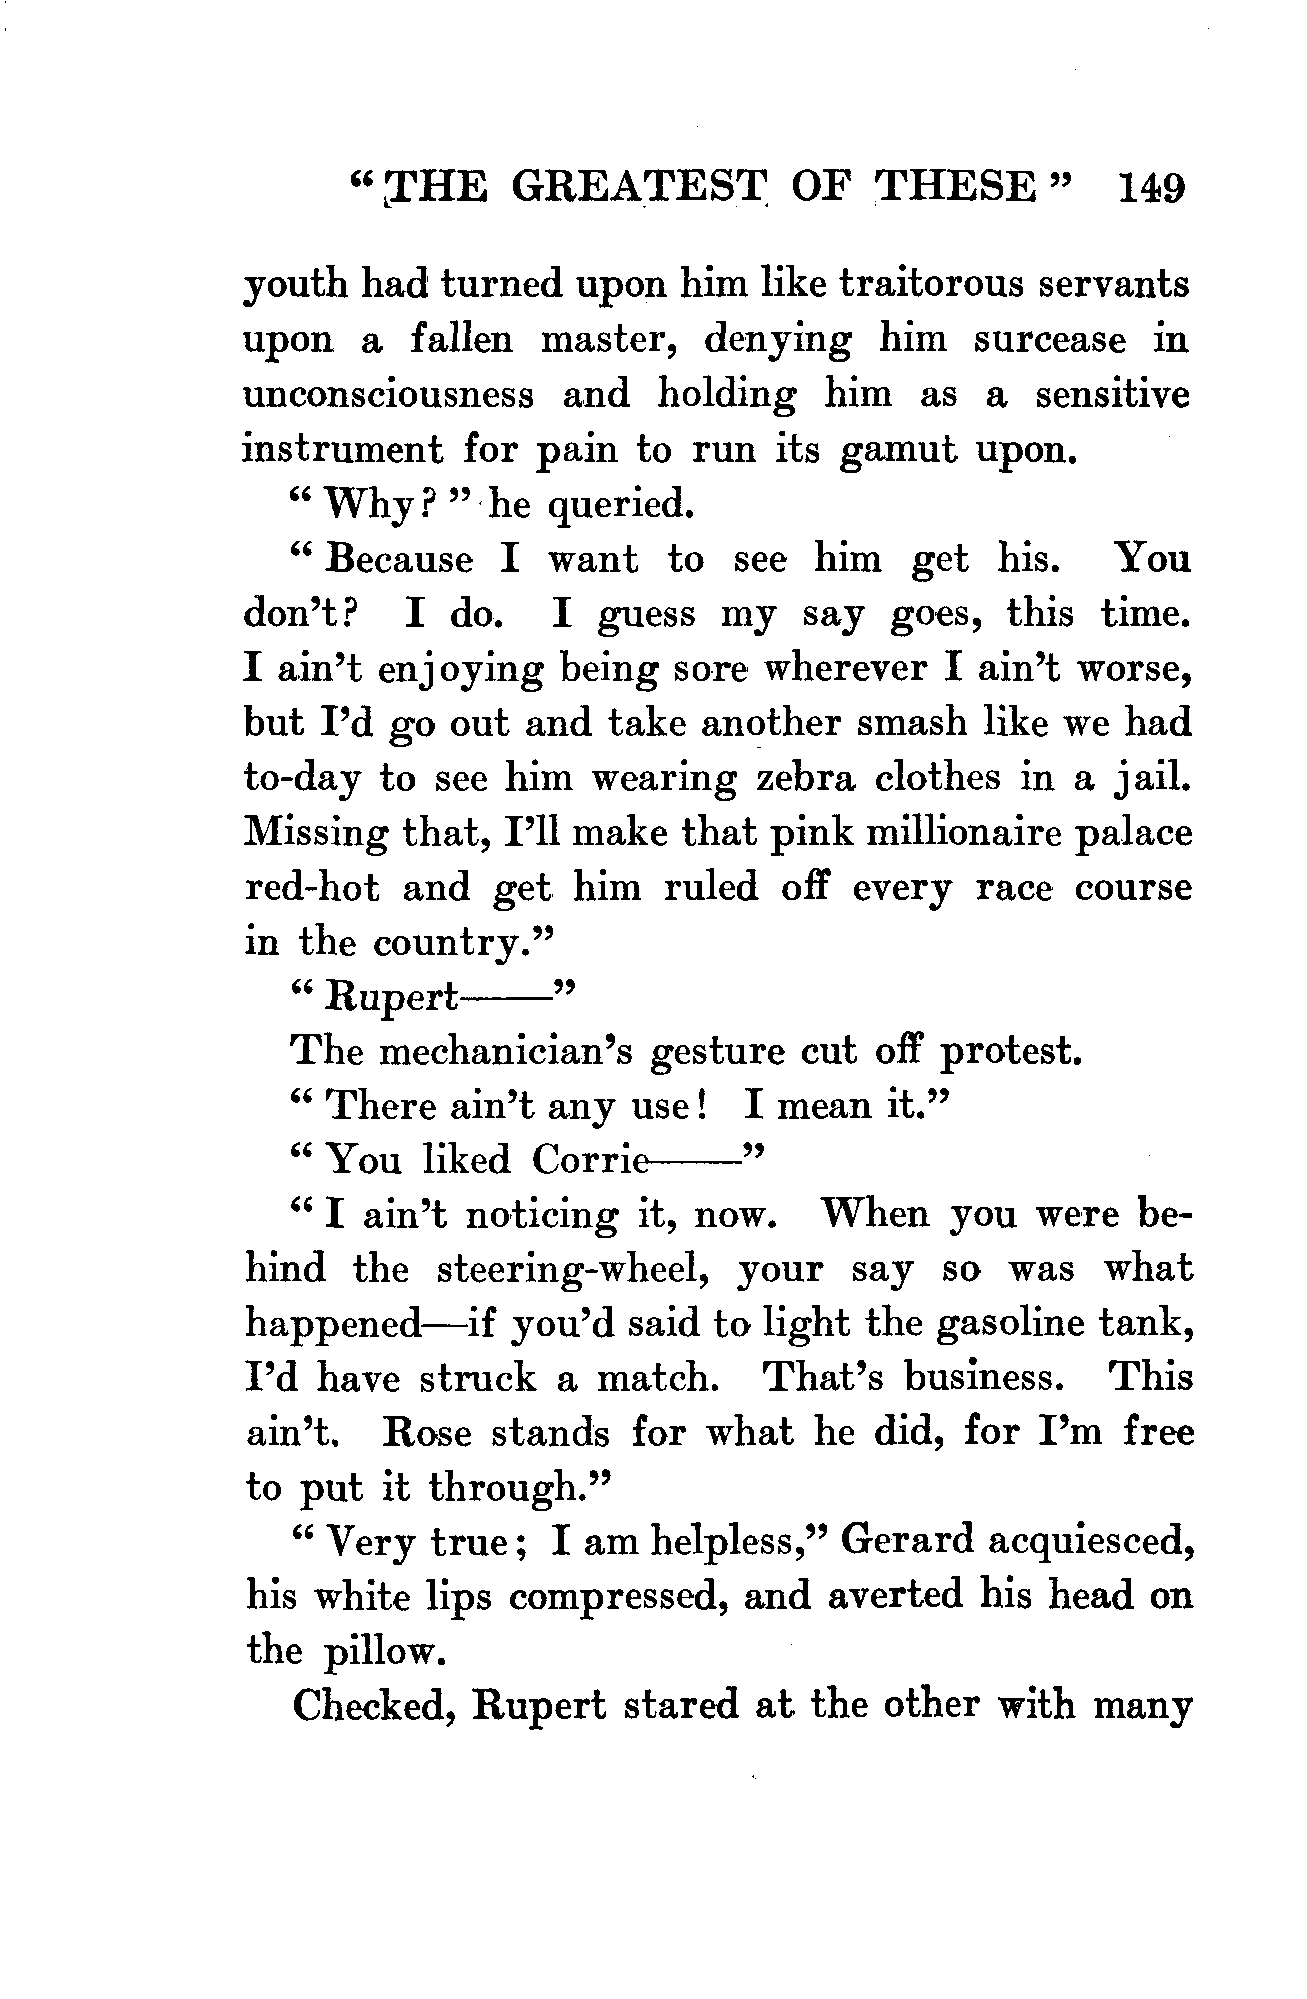 “ THE GREATEST OF THESE ” 149
youth had turned upon him like traitorous servants
upon a fallen master, denying him surcease in
unconsciousness and holding him as a sensitive
instrument for pain to run its gamut upon.
“ Why? ” he queried.
“ Because I want to see him get his. You
don’t? I do. I guess my say goes, this time.
I ain’t enjoying being sore wherever I ain’t worse,
but I’d go out and take another smash like we had
to-day to see him wearing zebra clothes in a jail.
Missing that, I’ll make that pink millionaire palace
red-hot and get him ruled off every race course
in the country.”
“ Rupert——”
The mechanician’s gesture cut off protest.
“ There ain’t any use! I mean it.”
“ You liked Corrie——”
“ I ain’t noticing it, now. When you were be-
hind the steering-wheel, your say so was what
happened—if you’d said to light the gasoline tank,
I’d have struck a match. That’s business. This
ain’t. Rose stands for what he did, for I’m free
to put it through.”
“ Very true; I am helpless,” Gerard acquiesced,
his white lips compressed, and averted his head on
the pillow.
Checked, Rupert stared at the other with many